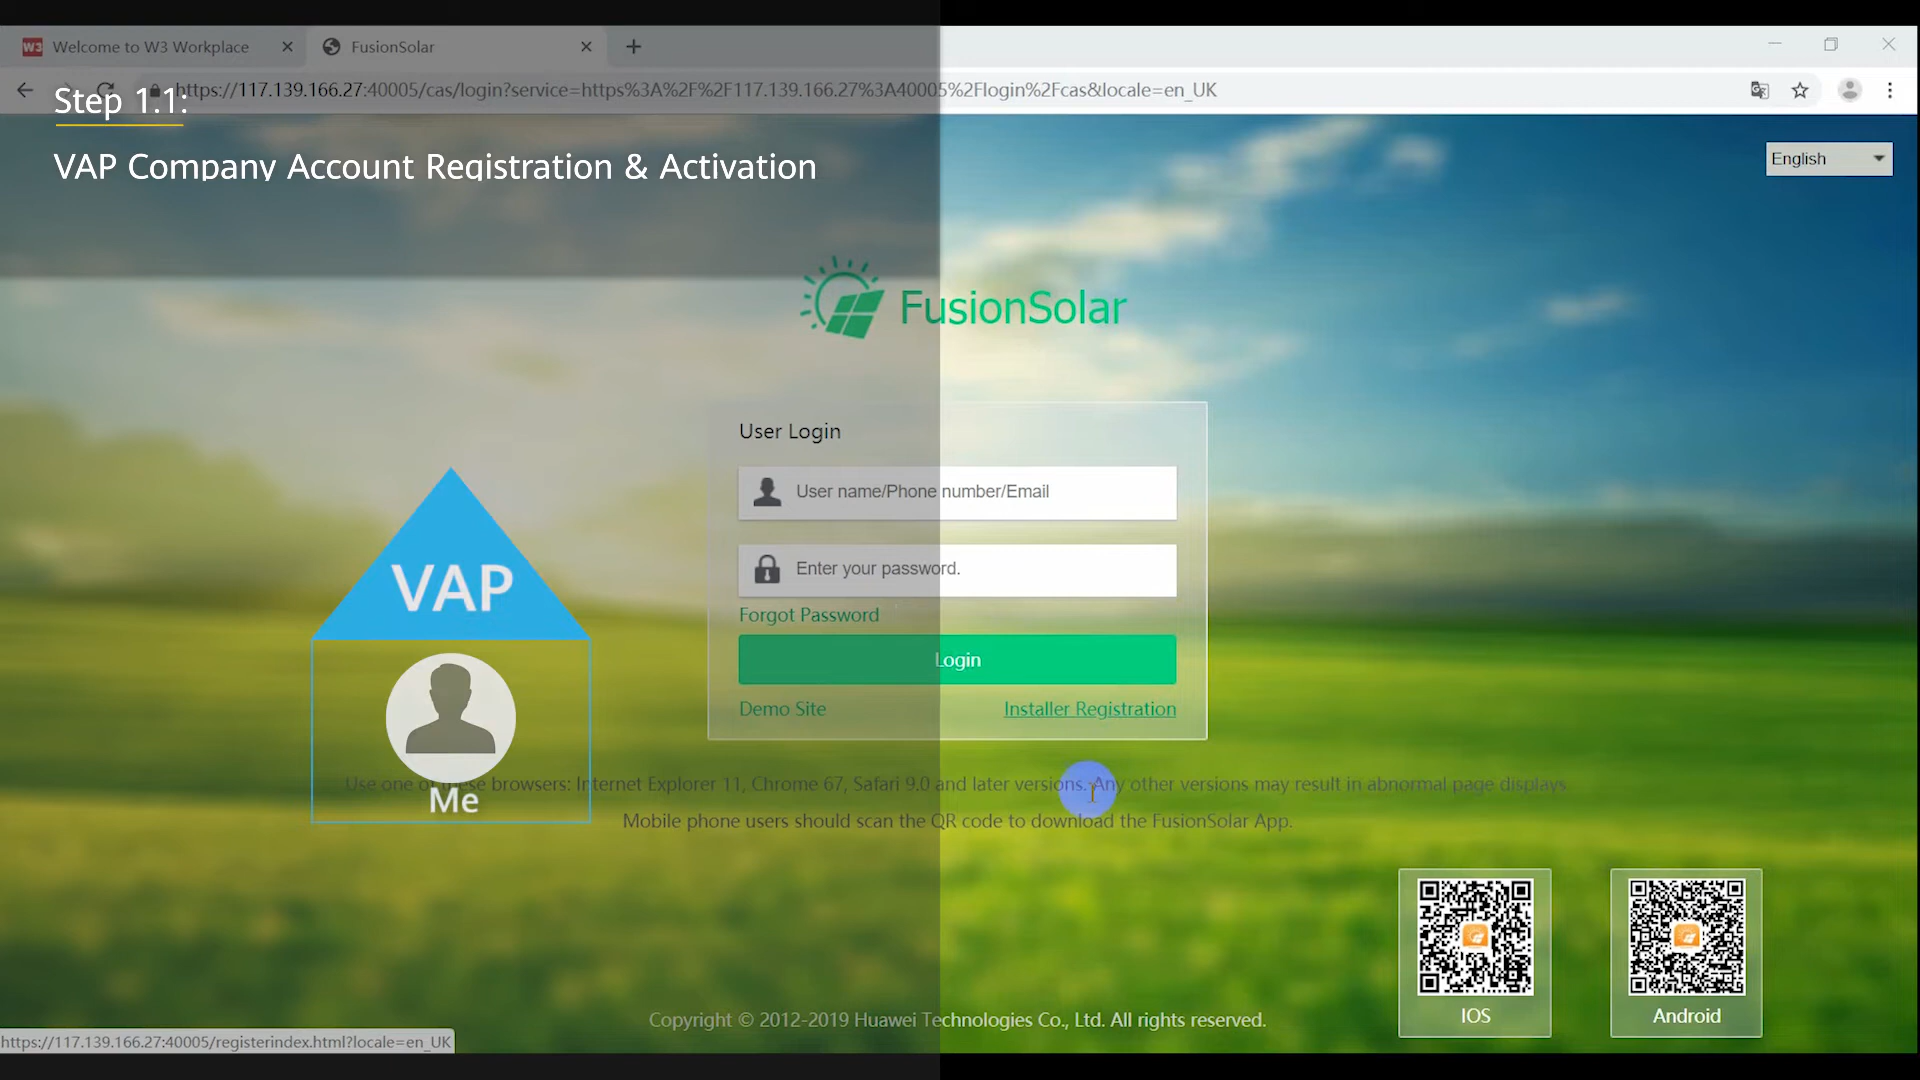 W3 Welcome to W3 Workplace
FusionSolar
https://117.139.166.27:40005/cas/login?service=https%3A%2F%2F117.139.166.27%3A40005%2Flogin%2Fcas&locale=en_UK
Step 1.1:
VAP Company Account Registration & Activation
English
FusionSolar
User Login
User name/Phone number/Email
Enter your password.
Forgot Password
Login
Demo Site
Installer Registration
VAP
Me
Use one of these browsers: Internet Explorer 11, Chrome 67, Safari 9.0 and later versions. Any other versions may result in abnormal page displays
Mobile phone users should scan the QR code to download the FusionSolar App.
IOS
Android
Copyright © 2012-2019 Huawei Technologies Co., Ltd. All rights reserved.
https://117.139.166.27:40005/registerindex.html?locale=en_UK